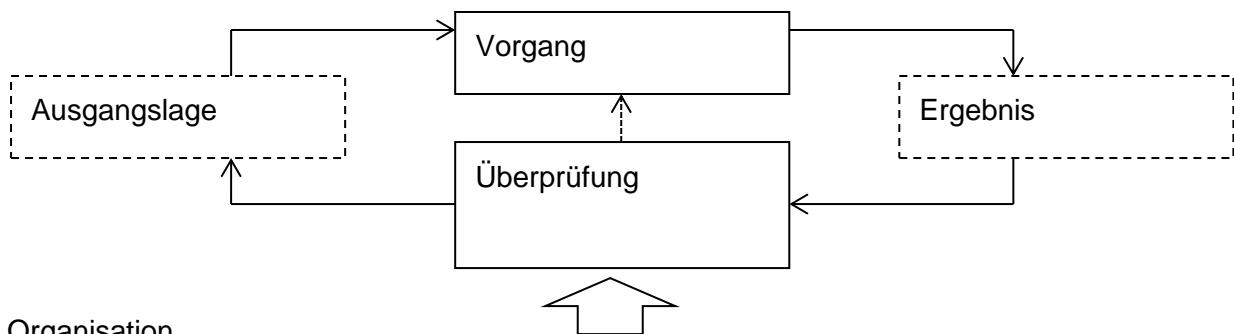 Vorgang
Ausgangslage
Ergebnis
Überprüfung
Organisation